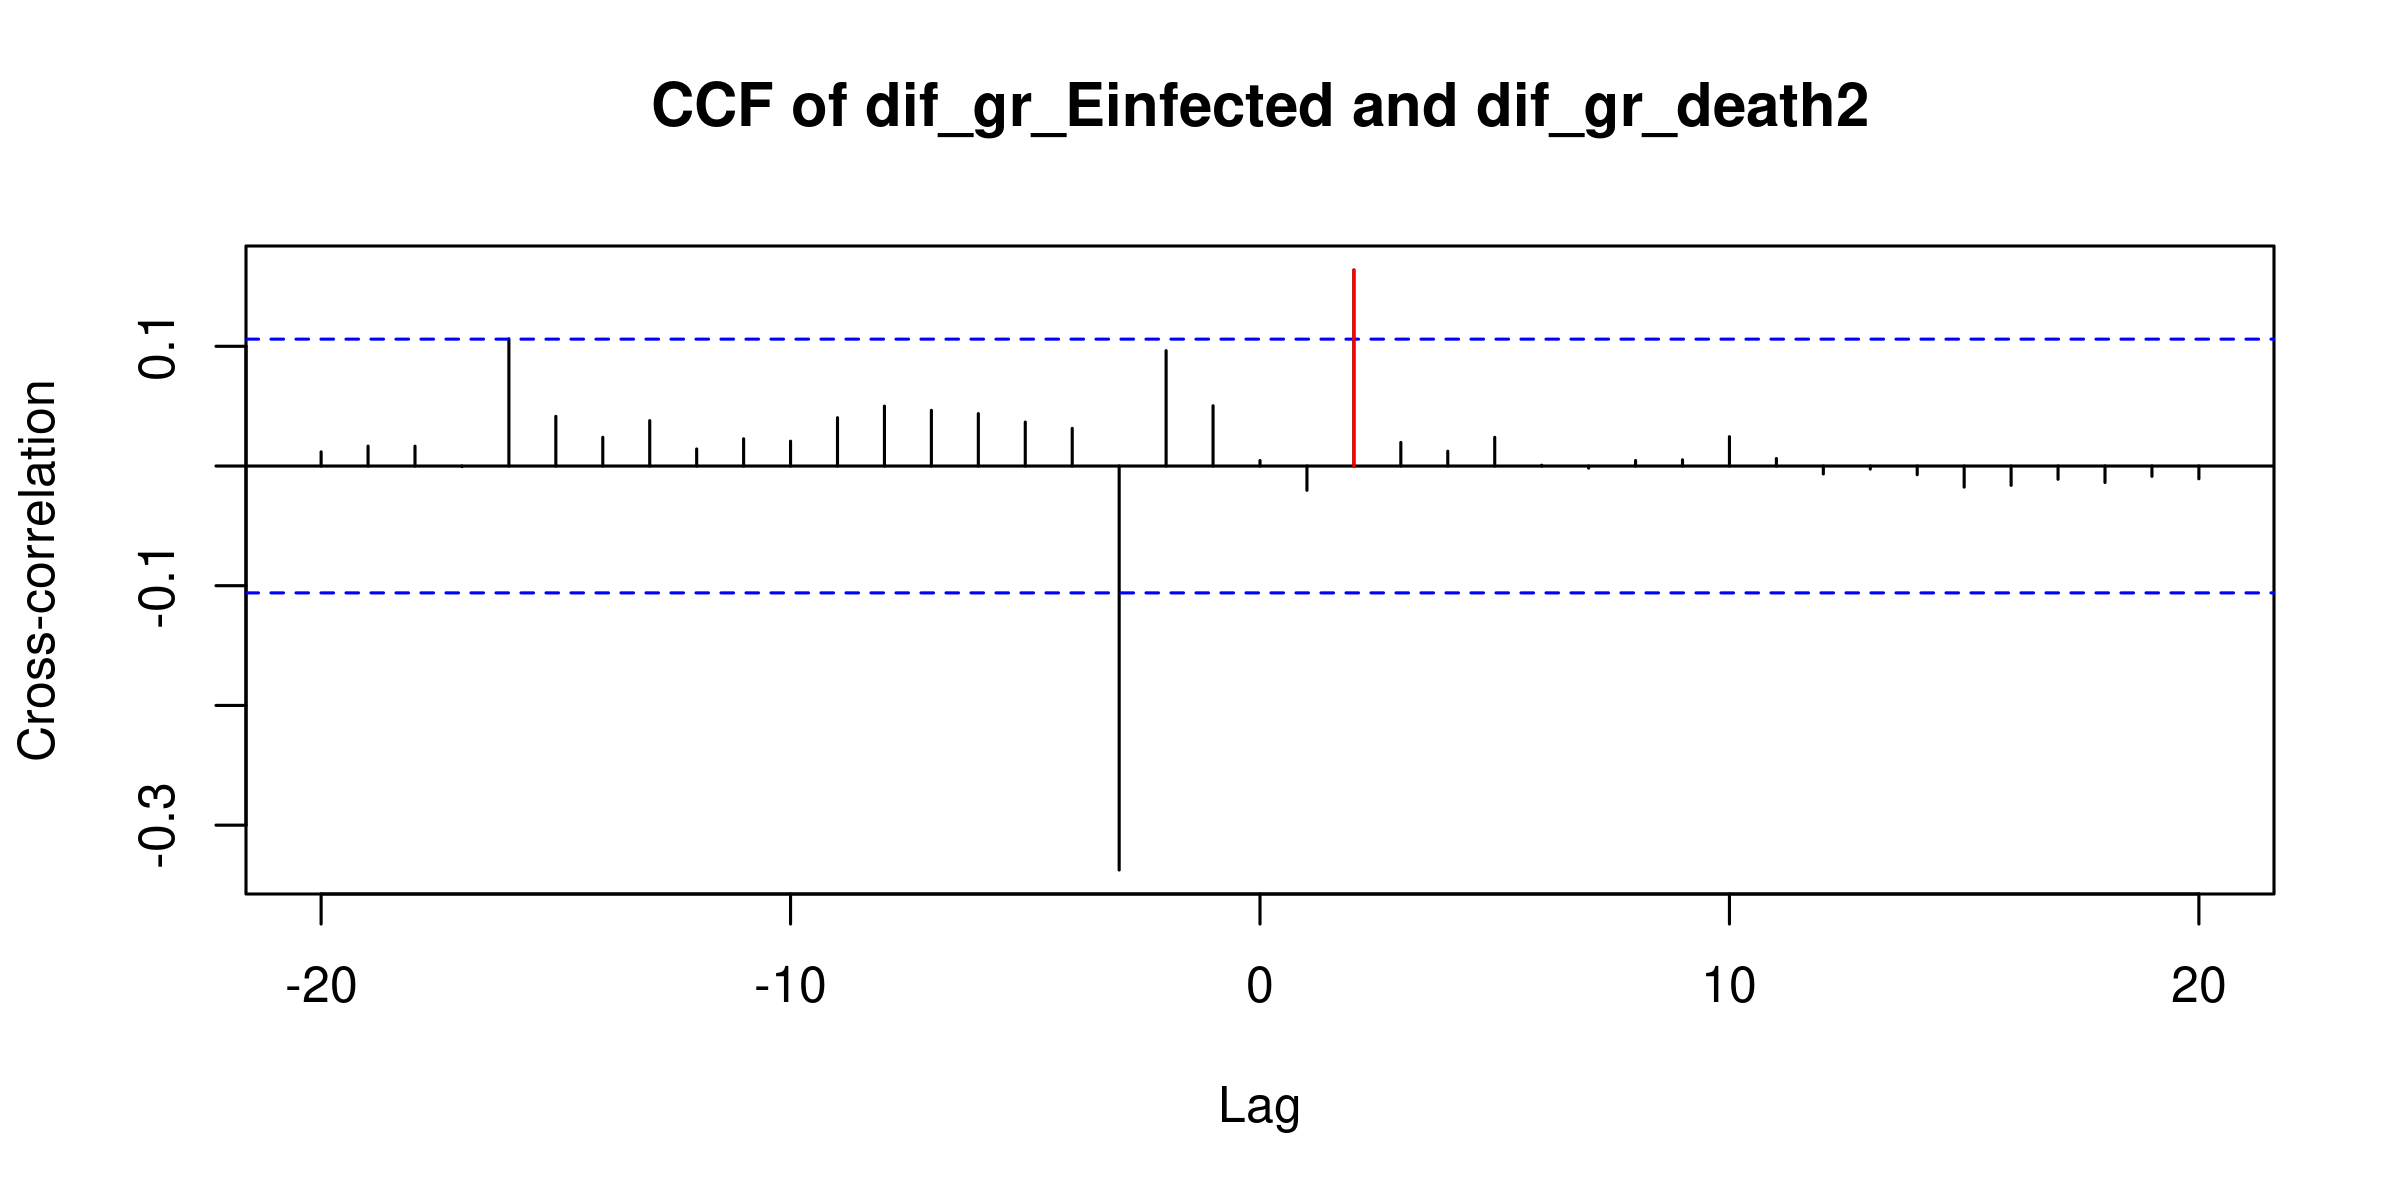 CCF of dif_gr_Einfected and dif_gr_death2
Cross-correlation
0.1
-0.1
-0.3
-20 -10 0 10 20
Lag